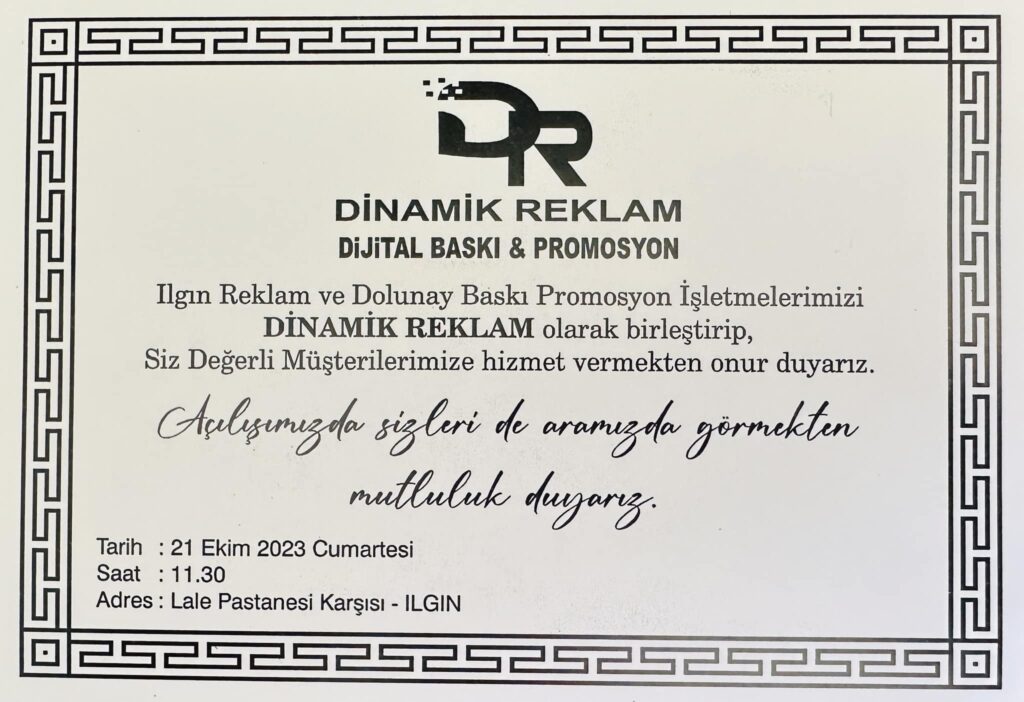 DR
DİNAMİK REKLAM
DİJİTAL BASKI & PROMOSYON
Ilgın Reklam ve Dolunay Baskı Promosyon İşletmelerimizi
DİNAMİK REKLAM olarak birleştirip,
Siz Değerli Müşterilerimize hizmet vermekten onur duyarız.
Açılışımızda sizleri de aramızda görmekten
mutluluk duyarız.
Tarih : 21 Ekim 2023 Cumartesi
Saat : 11.30
Adres : Lale Pastanesi Karşısı - ILGIN